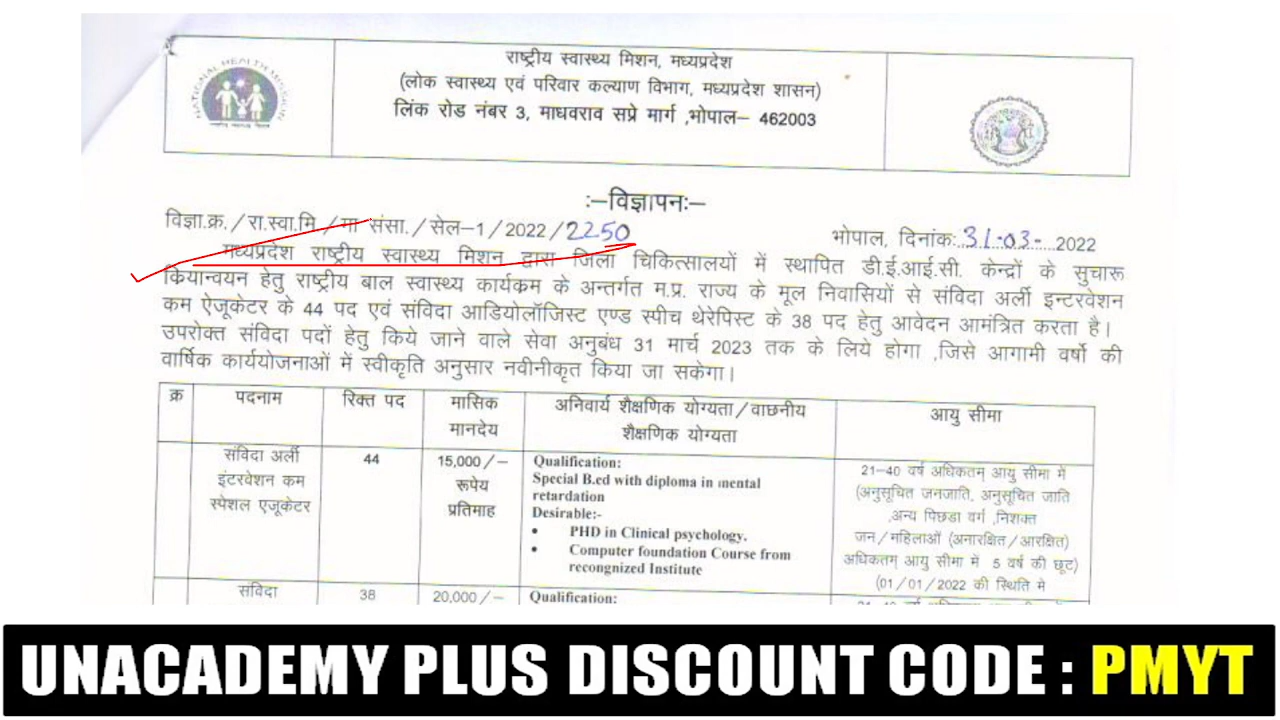 NATIONAL HEALTH MISSION
राष्ट्रीय स्वास्थ्य मिशन, मध्यप्रदेश
(लोक स्वास्थ्य एवं परिवार कल्याण विभाग, मध्यप्रदेश शासन)
लिंक रोड नंबर 3, माधवराव सप्रे मार्ग ,भोपाल– 462003
:–विज्ञापनः–
विज्ञा.क्र./रा.स्वा.मि/मा संसा./सेल–1/2022/2250
भोपाल, दिनांकः 31-03- 2022
मध्यप्रदेश राष्ट्रीय स्वास्थ्य मिशन द्वारा जिला चिकित्सालयों में स्थापित डी.ई.आई.सी. केन्द्रों के सुचारू
कियान्वयन हेतु राष्ट्रीय बाल स्वास्थ्य कार्यकम के अन्तर्गत म.प्र. राज्य के मूल निवासियों से संविदा अर्ली इन्टरवेशन
कम ऐजूकेटर के 44 पद एवं संविदा आडियोलॉजिस्ट एण्ड स्पीच थेरेपिस्ट के 38 पद हेतु आवेदन आमंत्रित करता है।
उपरोक्त संविदा पदों हेतु किये जाने वाले सेवा अनुबंध 31 मार्च 2023 तक के लिये होगा ,जिसे आगामी वर्षो की
वार्षिक कार्ययोजनाओं में स्वीकृति अनुसार नवीनीकृत किया जा सकेगा।
क्र पदनाम रिक्त पद मासिक मानदेय अनिवार्य शैक्षणिक योग्यता/वाछनीय शैक्षणिक योग्यता आयु सीमा
संविदा अर्ली
इंटरवेशन कम
स्पेशल एजूकेटर
44
15,000/–
रूपेय
प्रतिमाह
Qualification:
Special B.ed with diploma in mental
retardation
Desirable:-
• PHD in Clinical psychology.
• Computer foundation Course from
recongnized Institute
21–40 वर्ष अधिकतम् आयु सीमा में
(अनुसूचित जनजाति, अनुसूचित जाति
,अन्य पिछडा वर्ग ,निशक्त
जन/महिलाओं (अनारक्षित/आरक्षित)
अधिकतम आयु सीमा में 5 वर्ष की छूट)
(01/01/2022 की स्थिति मे
संविदा 38 20,000/– Qualification:
UNACADEMY PLUS DISCOUNT CODE : PMYT